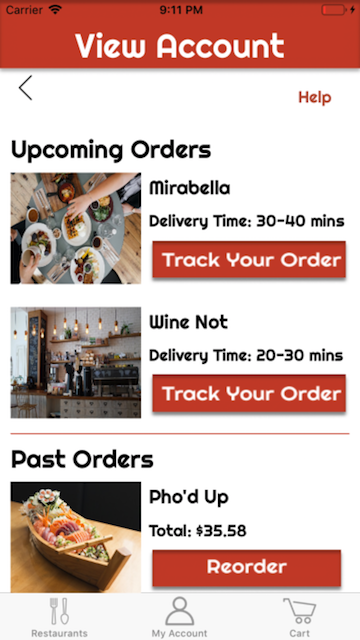 Carrier 9:11 PM
View Account
Help
Upcoming Orders
Mirabella
Delivery Time: 30-40 mins
Track Your Order
Wine Not
Delivery Time: 20-30 mins
Track Your Order
Past Orders
Pho'd Up
Total: $35.58
Reorder
Restaurants My Account Cart